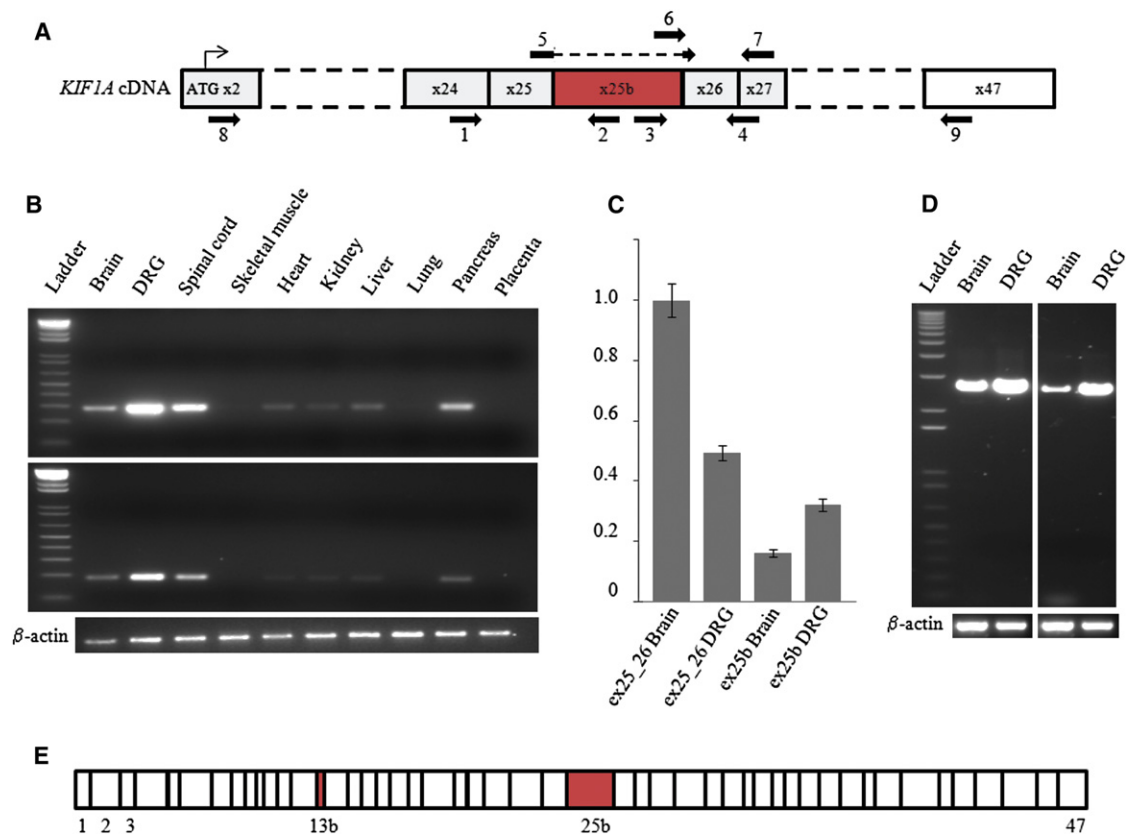 A
KIF1A cDNA
ATG x2
x24
x25
x25b
x26
x27
x47
5
6
7
8
1
2
3
4
9
B
Ladder
Brain
DRG
Spinal cord
Skeletal muscle
Heart
Kidney
Liver
Lung
Pancreas
Placenta
β-actin
C
1.0
0.8
0.6
0.4
0.2
0
ex25_26 Brain
ex25_26 DRG
ex25b Brain
ex25b DRG
D
Ladder
Brain
DRG
Brain
DRG
β-actin
E
1 2 3 13b 25b 47